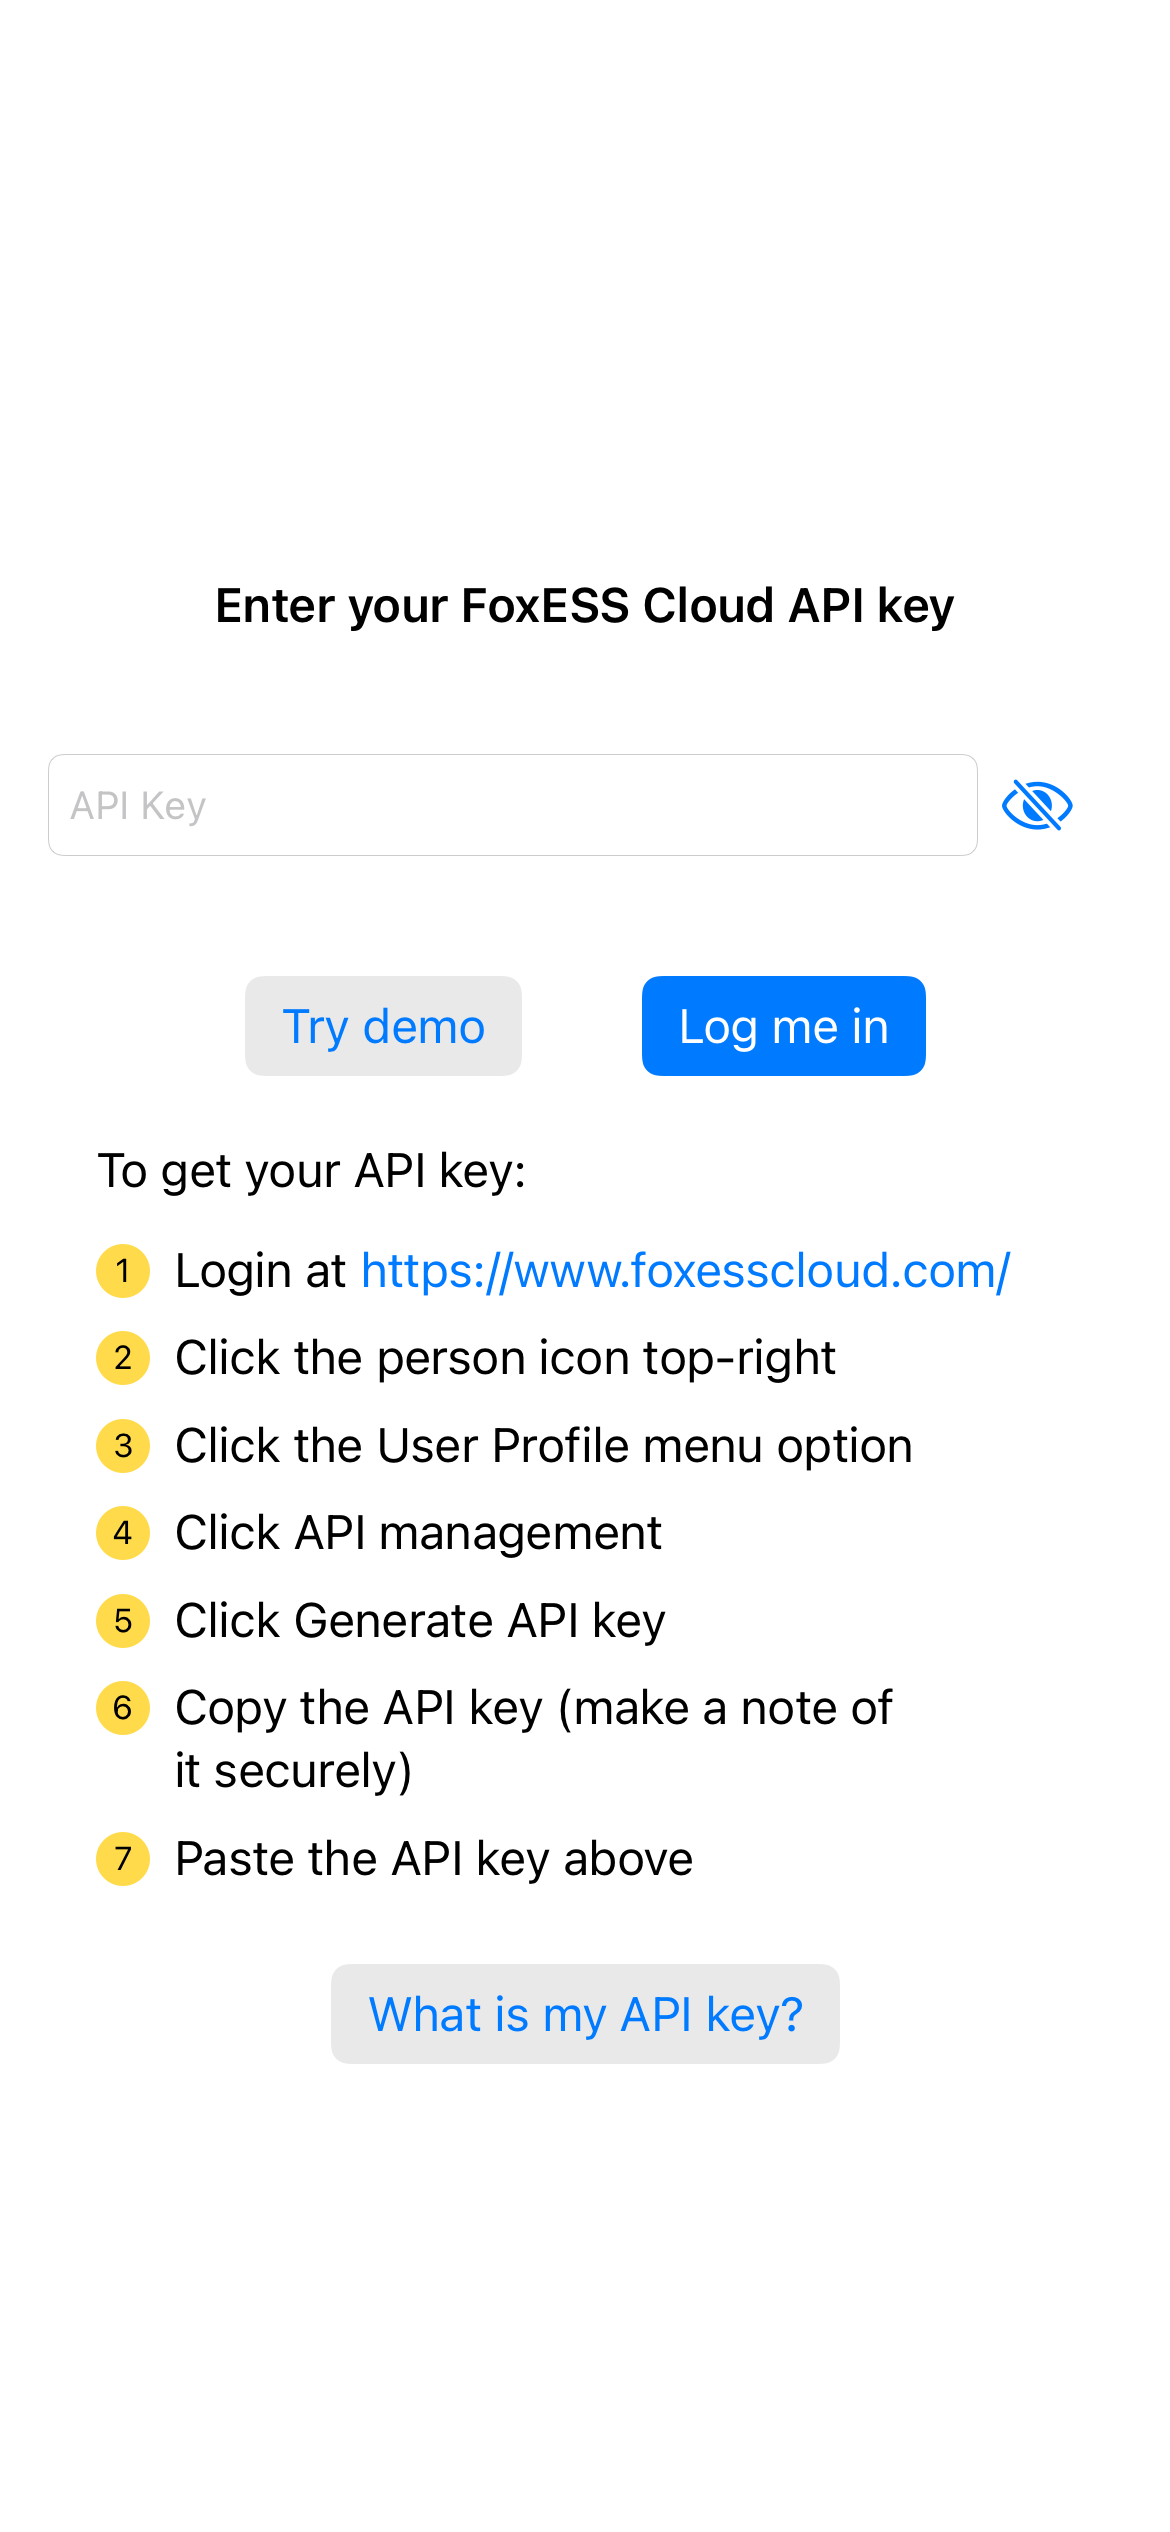 Enter your FoxESS Cloud API key
API Key
Try demo
Log me in
To get your API key:
1 Login at https://www.foxesscloud.com/
2 Click the person icon top-right
3 Click the User Profile menu option
4 Click API management
5 Click Generate API key
6 Copy the API key (make a note of
it securely)
7 Paste the API key above
What is my API key?